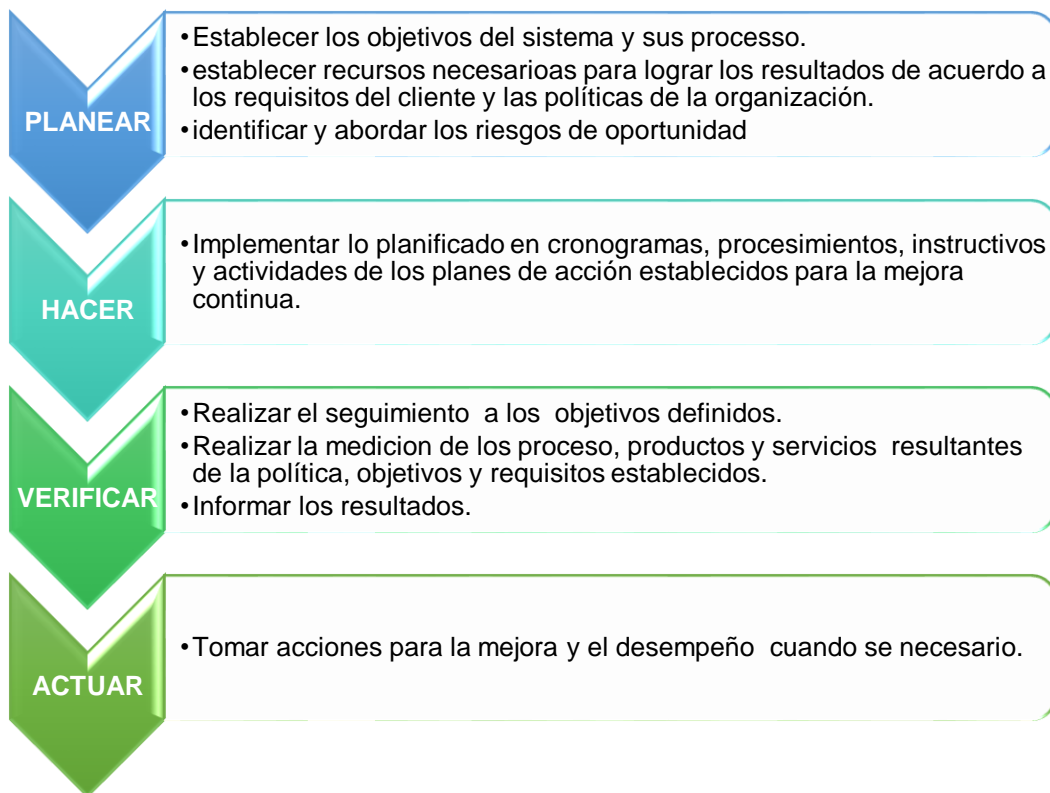 PLANEAR
•Establecer los objetivos del sistema y sus processo.
•establecer recursos necesarioas para lograr los resultados de acuerdo a
los requisitos del cliente y las políticas de la organización.
•identificar y abordar los riesgos de oportunidad
HACER
•Implementar lo planificado en cronogramas, procesimientos, instructivos
y actividades de los planes de acción establecidos para la mejora
continua.
VERIFICAR
•Realizar el seguimiento a los objetivos definidos.
•Realizar la medicion de los proceso, productos y servicios resultantes
de la política, objetivos y requisitos establecidos.
•Informar los resultados.
ACTUAR
•Tomar acciones para la mejora y el desempeño cuando se necesario.